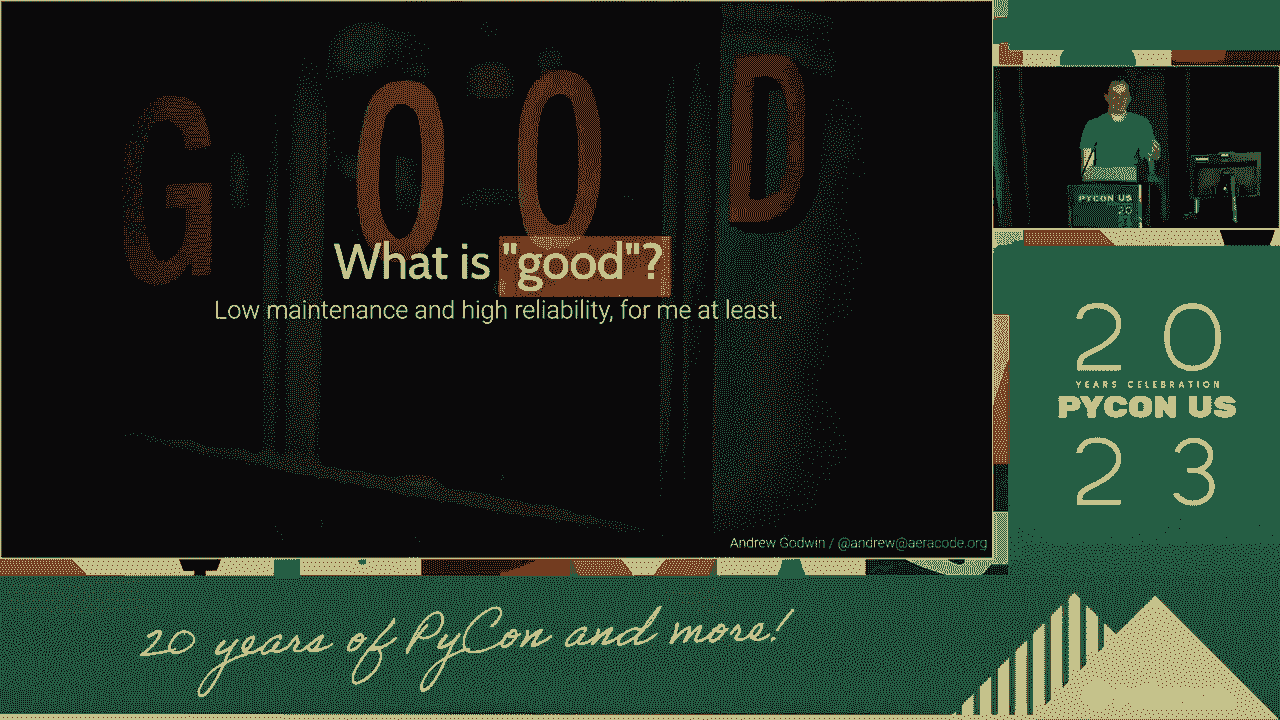 GOOD
What is "good"?
Low maintenance and high reliability, for me at least.
Andrew Godwin / @andrew@aeracode.org
PYCON US
20
20
YEARS CELEBRATION
PYCON US
23
20 years of PyCon and more!